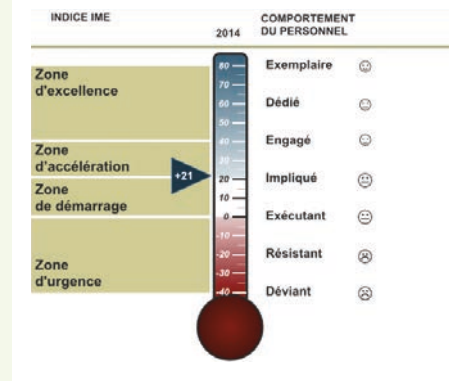 INDICE IME
2014
COMPORTEMENT
DU PERSONNEL
Zone
d'excellence
Zone
d'accélération
Zone
de démarrage
Zone
d'urgence
+21
80
70
60
50
40
30
20
10
0
-10
-20
-30
-40
Exemplaire
Dédié
Engagé
Impliqué
Exécutant
Résistant
Déviant